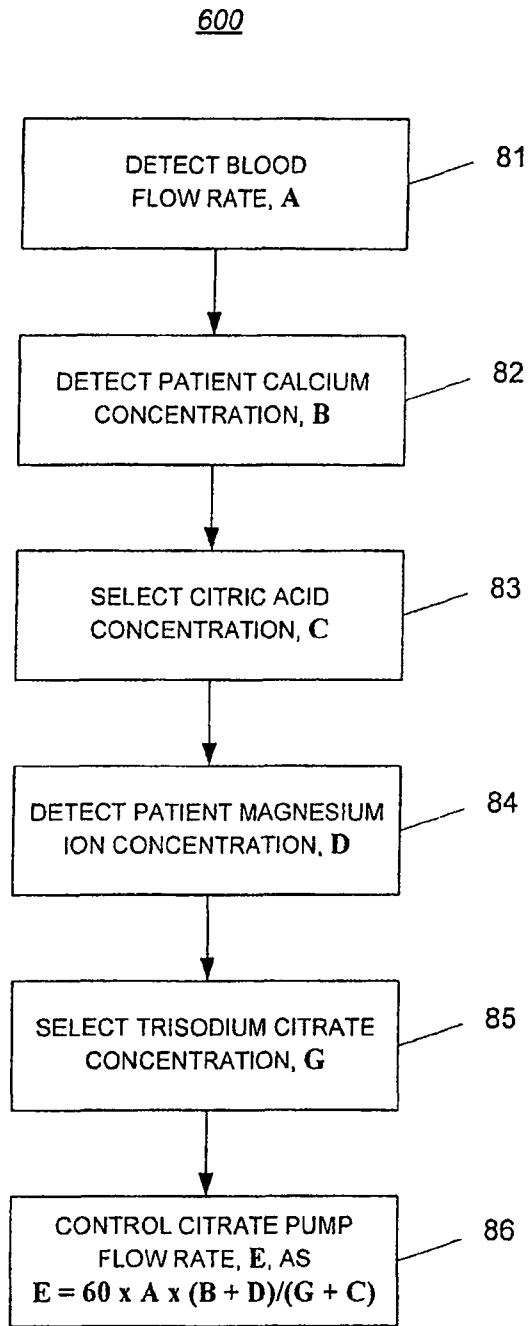 600
DETECT BLOOD
FLOW RATE, A
81
DETECT PATIENT CALCIUM
CONCENTRATION, B
82
SELECT CITRIC ACID
CONCENTRATION, C
83
DETECT PATIENT MAGNESIUM
ION CONCENTRATION, D
84
SELECT TRISODIUM CITRATE
CONCENTRATION, G
85
CONTROL CITRATE PUMP
FLOW RATE, E, AS
E = 60 x A x (B + D)/(G + C)
86